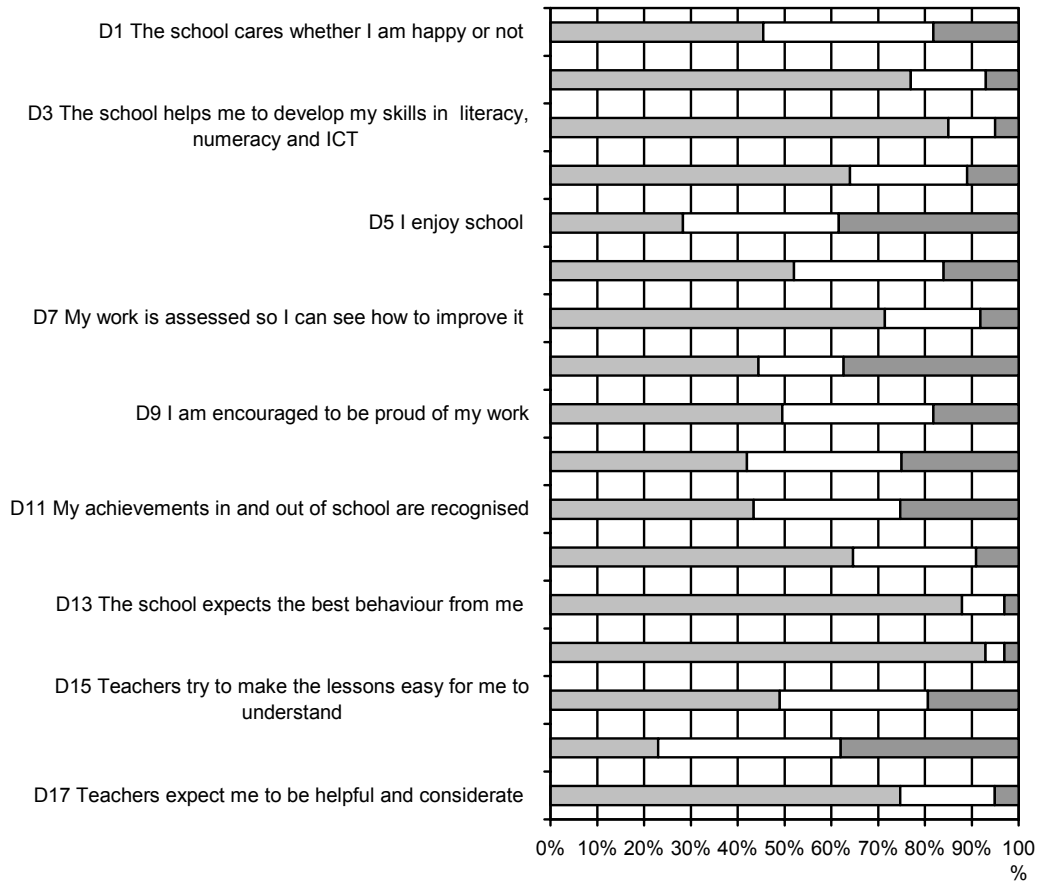 D1 The school cares whether I am happy or not
D3 The school helps me to develop my skills in literacy,
numeracy and ICT
D5 I enjoy school
D7 My work is assessed so I can see how to improve it
D9 I am encouraged to be proud of my work
D11 My achievements in and out of school are recognised
D13 The school expects the best behaviour from me
D15 Teachers try to make the lessons easy for me to
understand
D17 Teachers expect me to be helpful and considerate
0% 10% 20% 30% 40% 50% 60% 70% 80% 90% 100
%